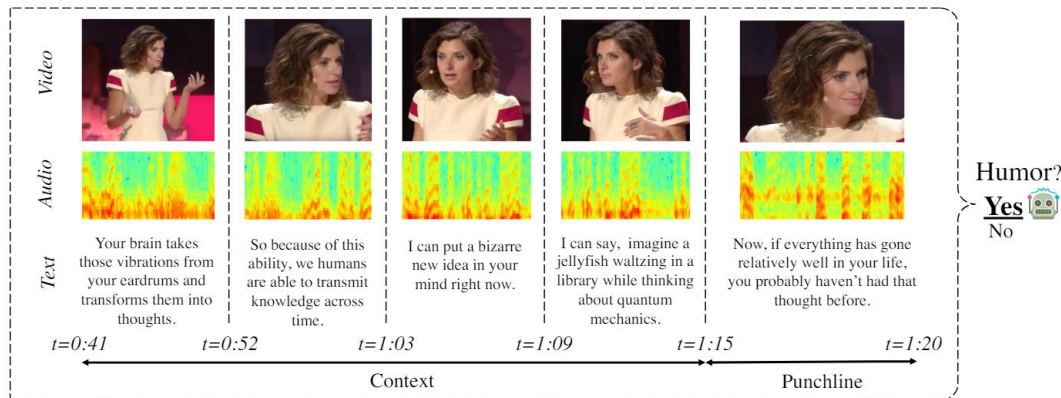 Video
Audio
Text
Your brain takes
those vibrations from
your eardrums and
transforms them into
thoughts.
So because of this
ability, we humans
are able to transmit
knowledge across
time.
I can put a bizarre
new idea in your
mind right now.
I can say, imagine a
jellyfish waltzing in a
library while thinking
about quantum
mechanics.
Now, if everything has gone
relatively well in your life,
you probably haven't had that
thought before.
t=0:41
t=0:52
t=1:03
t=1:09
t=1:15
t=1:20
Context
Punchline
Humor?
Yes
No